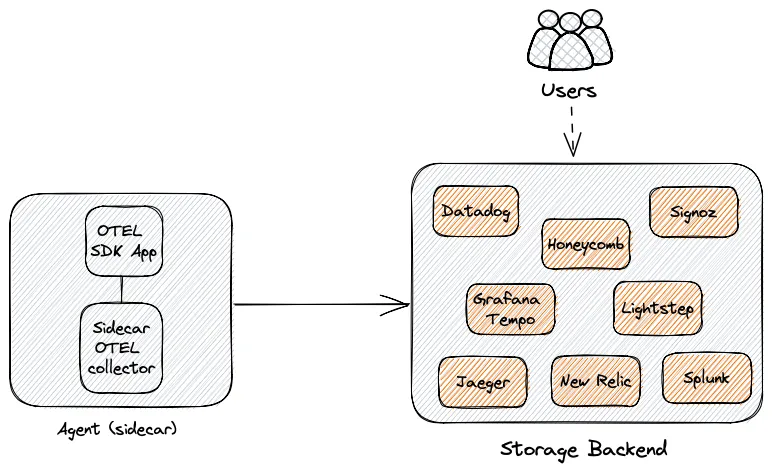 Users
Datadog
Signoz
Honeycomb
OTEL
SDK App
Grafana
Tempo
Lightstep
Sidecar
OTEL
collector
Jaeger
New Relic
Splunk
Agent (sidecar)
Storage Backend